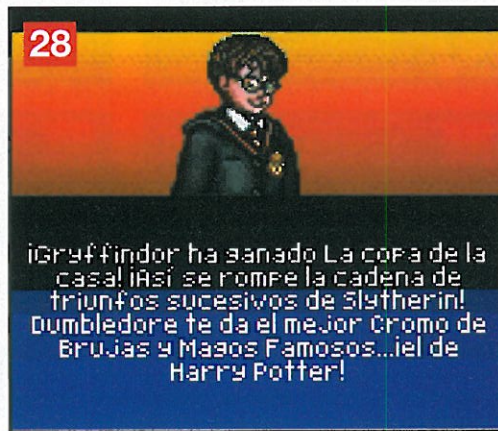 28
¡Gryffindor ha ganado La copa de la
casa! ¡Así se rompe la cadena de
triunfos sucesivos de Slytherin!
Dumbledore te da el mejor Cromo de
Brujas y Magos Famosos...¡el de
Harry Potter!